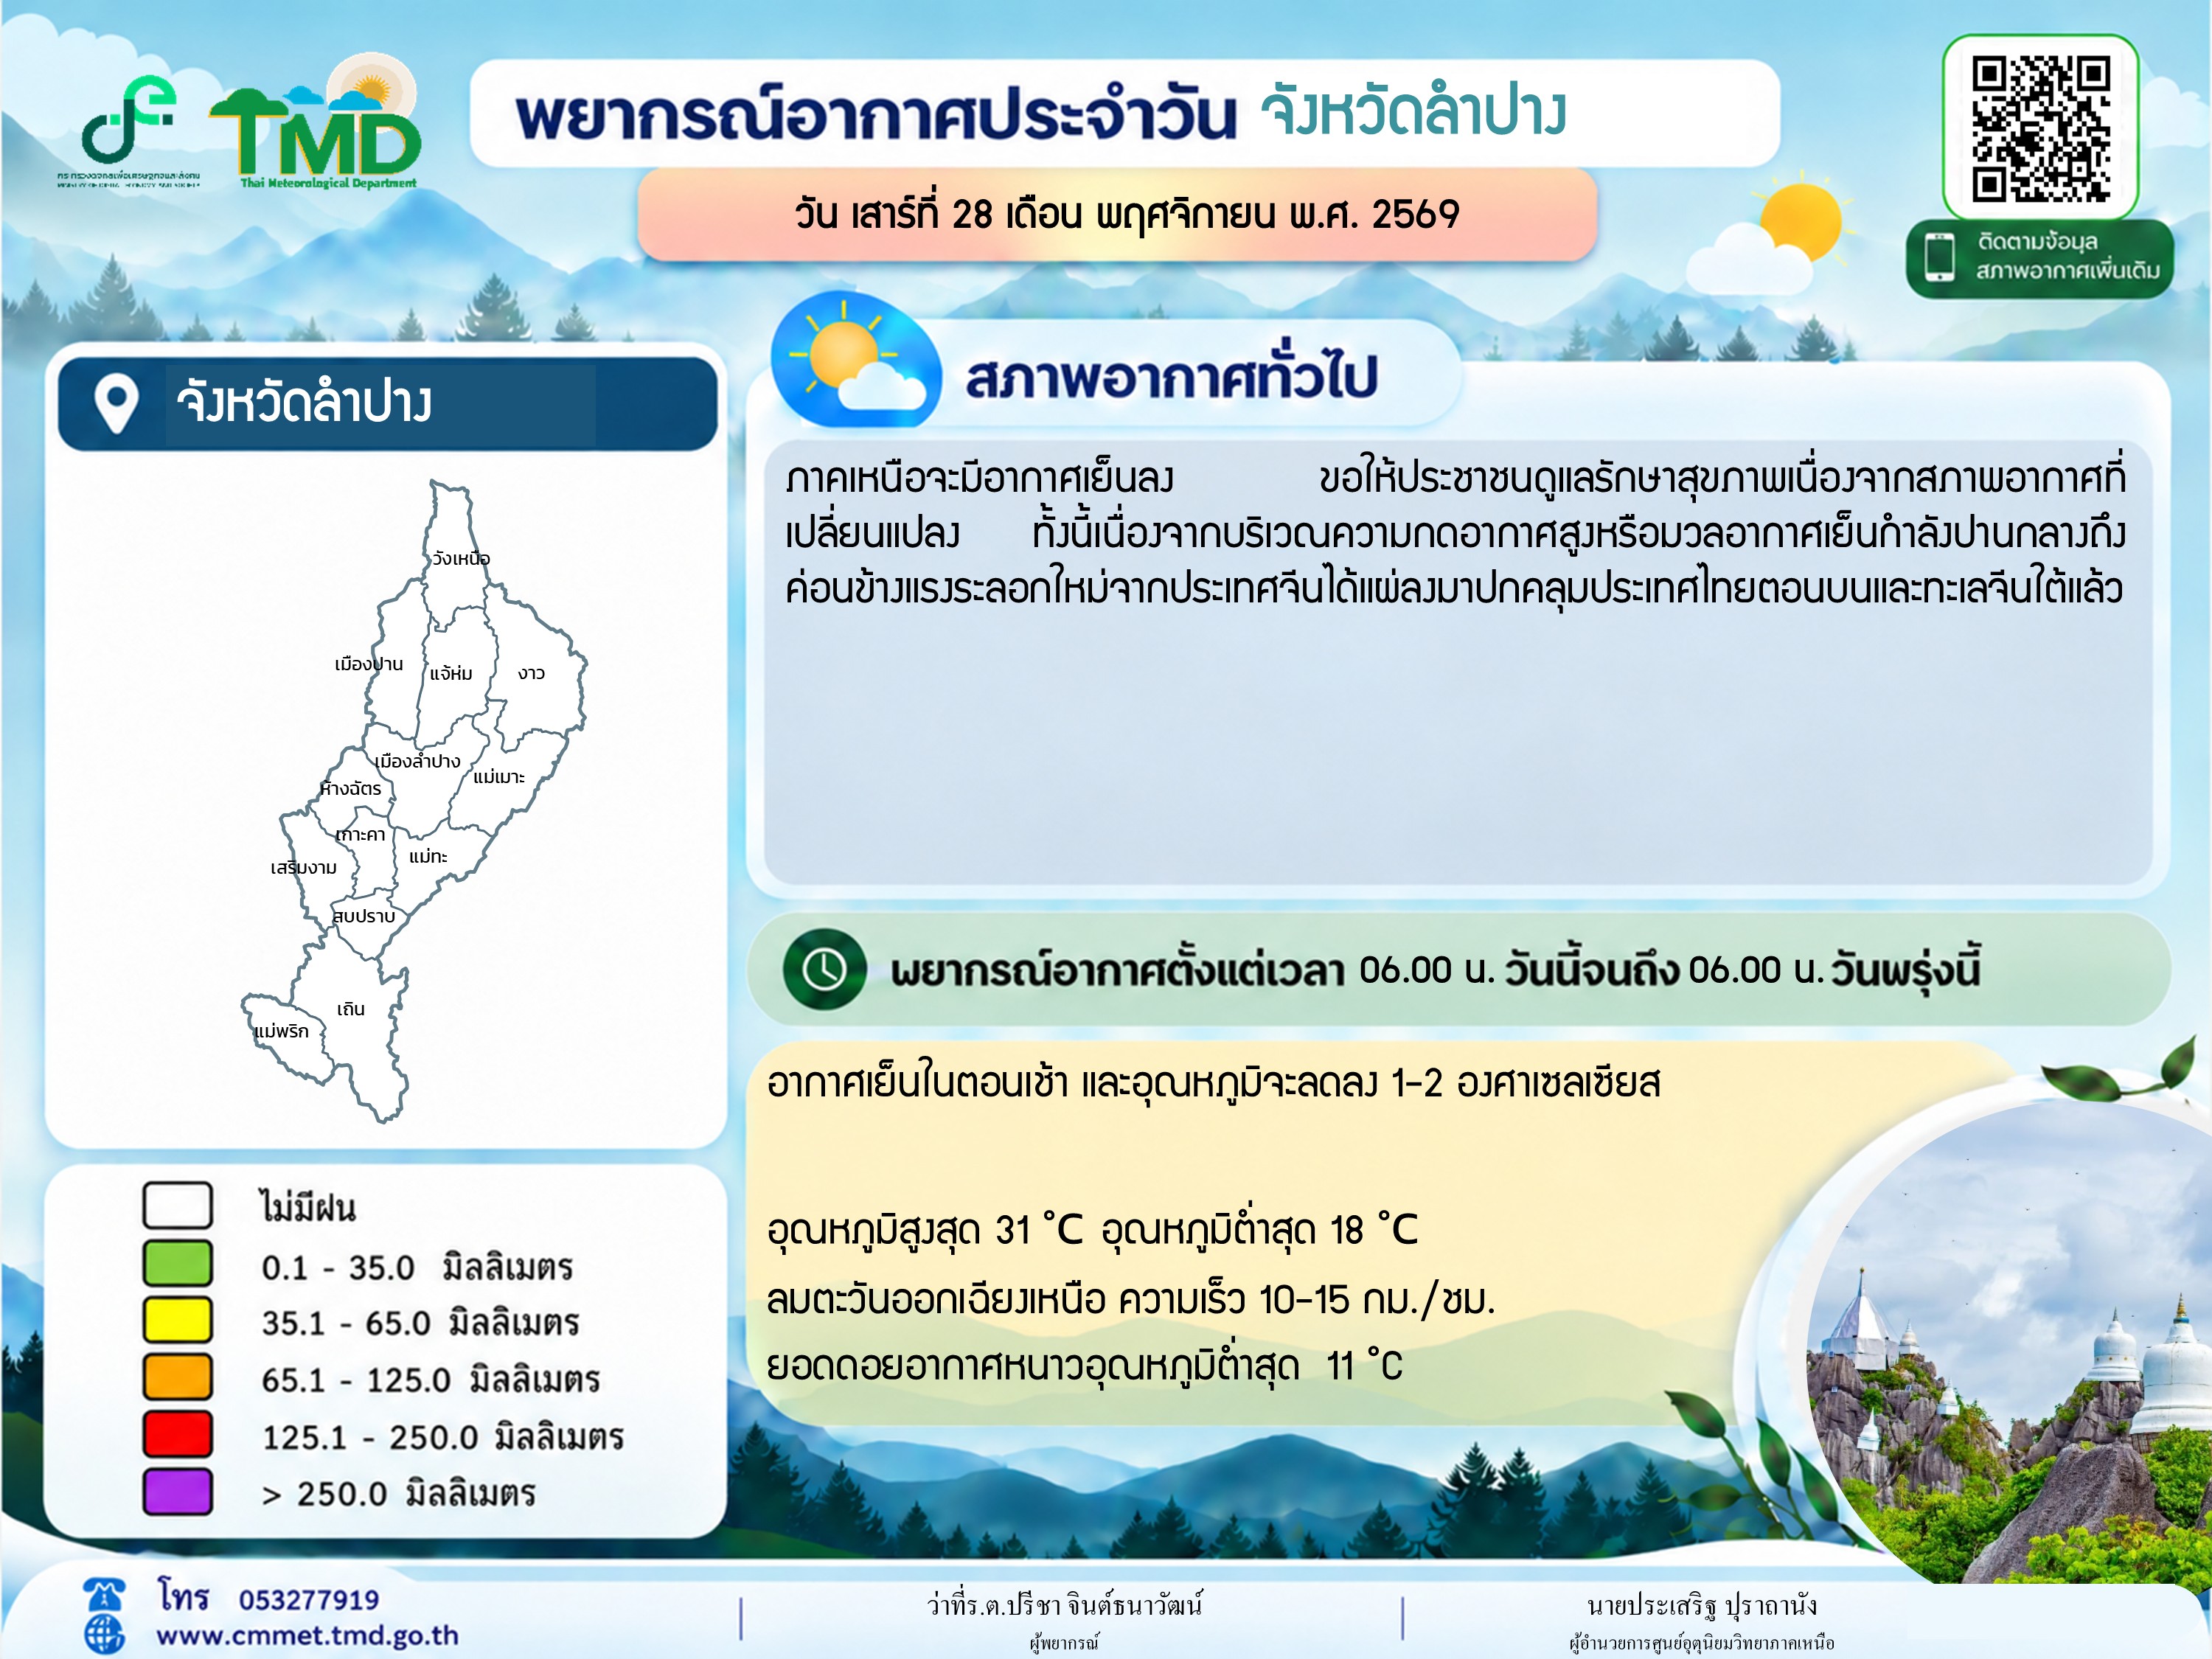 พยากรณ์อากาศประจำวัน จังหวัดลำปาง
วัน เสาร์ที่ 28 เดือน พฤศจิกายน พ.ศ. 2569
TMD
Thai Meteorological Department
ติดตามข้อมูล
สภาพอากาศเพิ่มเติม
จังหวัดลำปาง
วังเหนือ
เมืองปาน
แจ้ห่ม
งาว
เมืองลำปาง
แม่เมาะ
ห้างฉัตร
เกาะคา
แม่ทะ
เสริมงาม
สบปราบ
เถิน
แม่พริก
ไม่มีฝน
0.1 - 35.0 มิลลิเมตร
35.1 - 65.0 มิลลิเมตร
65.1 - 125.0 มิลลิเมตร
125.1 - 250.0 มิลลิเมตร
> 250.0 มิลลิเมตร
สภาพอากาศทั่วไป
ภาคเหนือจะมีอากาศเย็นลง ขอให้ประชาชนดูแลรักษาสุขภาพเนื่องจากสภาพอากาศที่
เปลี่ยนแปลง ทั้งนี้เนื่องจากบริเวณความกดอากาศสูงหรือมวลอากาศเย็นกำลังปานกลางถึง
ค่อนข้างแรงระลอกใหม่จากประเทศจีนได้แผ่ลงมาปกคลุมประเทศไทยตอนบนและทะเลจีนใต้แล้ว
พยากรณ์อากาศตั้งแต่เวลา 06.00 น. วันนี้จนถึง 06.00 น. วันพรุ่งนี้
อากาศเย็นในตอนเช้า และอุณหภูมิจะลดลง 1-2 องศาเซลเซียส
อุณหภูมิสูงสุด 31 °C อุณหภูมิต่ำสุด 18 °C
ลมตะวันออกเฉียงเหนือ ความเร็ว 10-15 กม./ชม.
ยอดดอยอากาศหนาวอุณหภูมิต่ำสุด 11 °C
โทร 053277919
www.cmmet.tmd.go.th
ว่าที่ร.ต.ปรีชา จินต์ธนาวัฒน์
ผู้พยากรณ์
นายประเสริฐ ปุราถานัง
ผู้อำนวยการศูนย์อุตุนิยมวิทยาภาคเหนือ